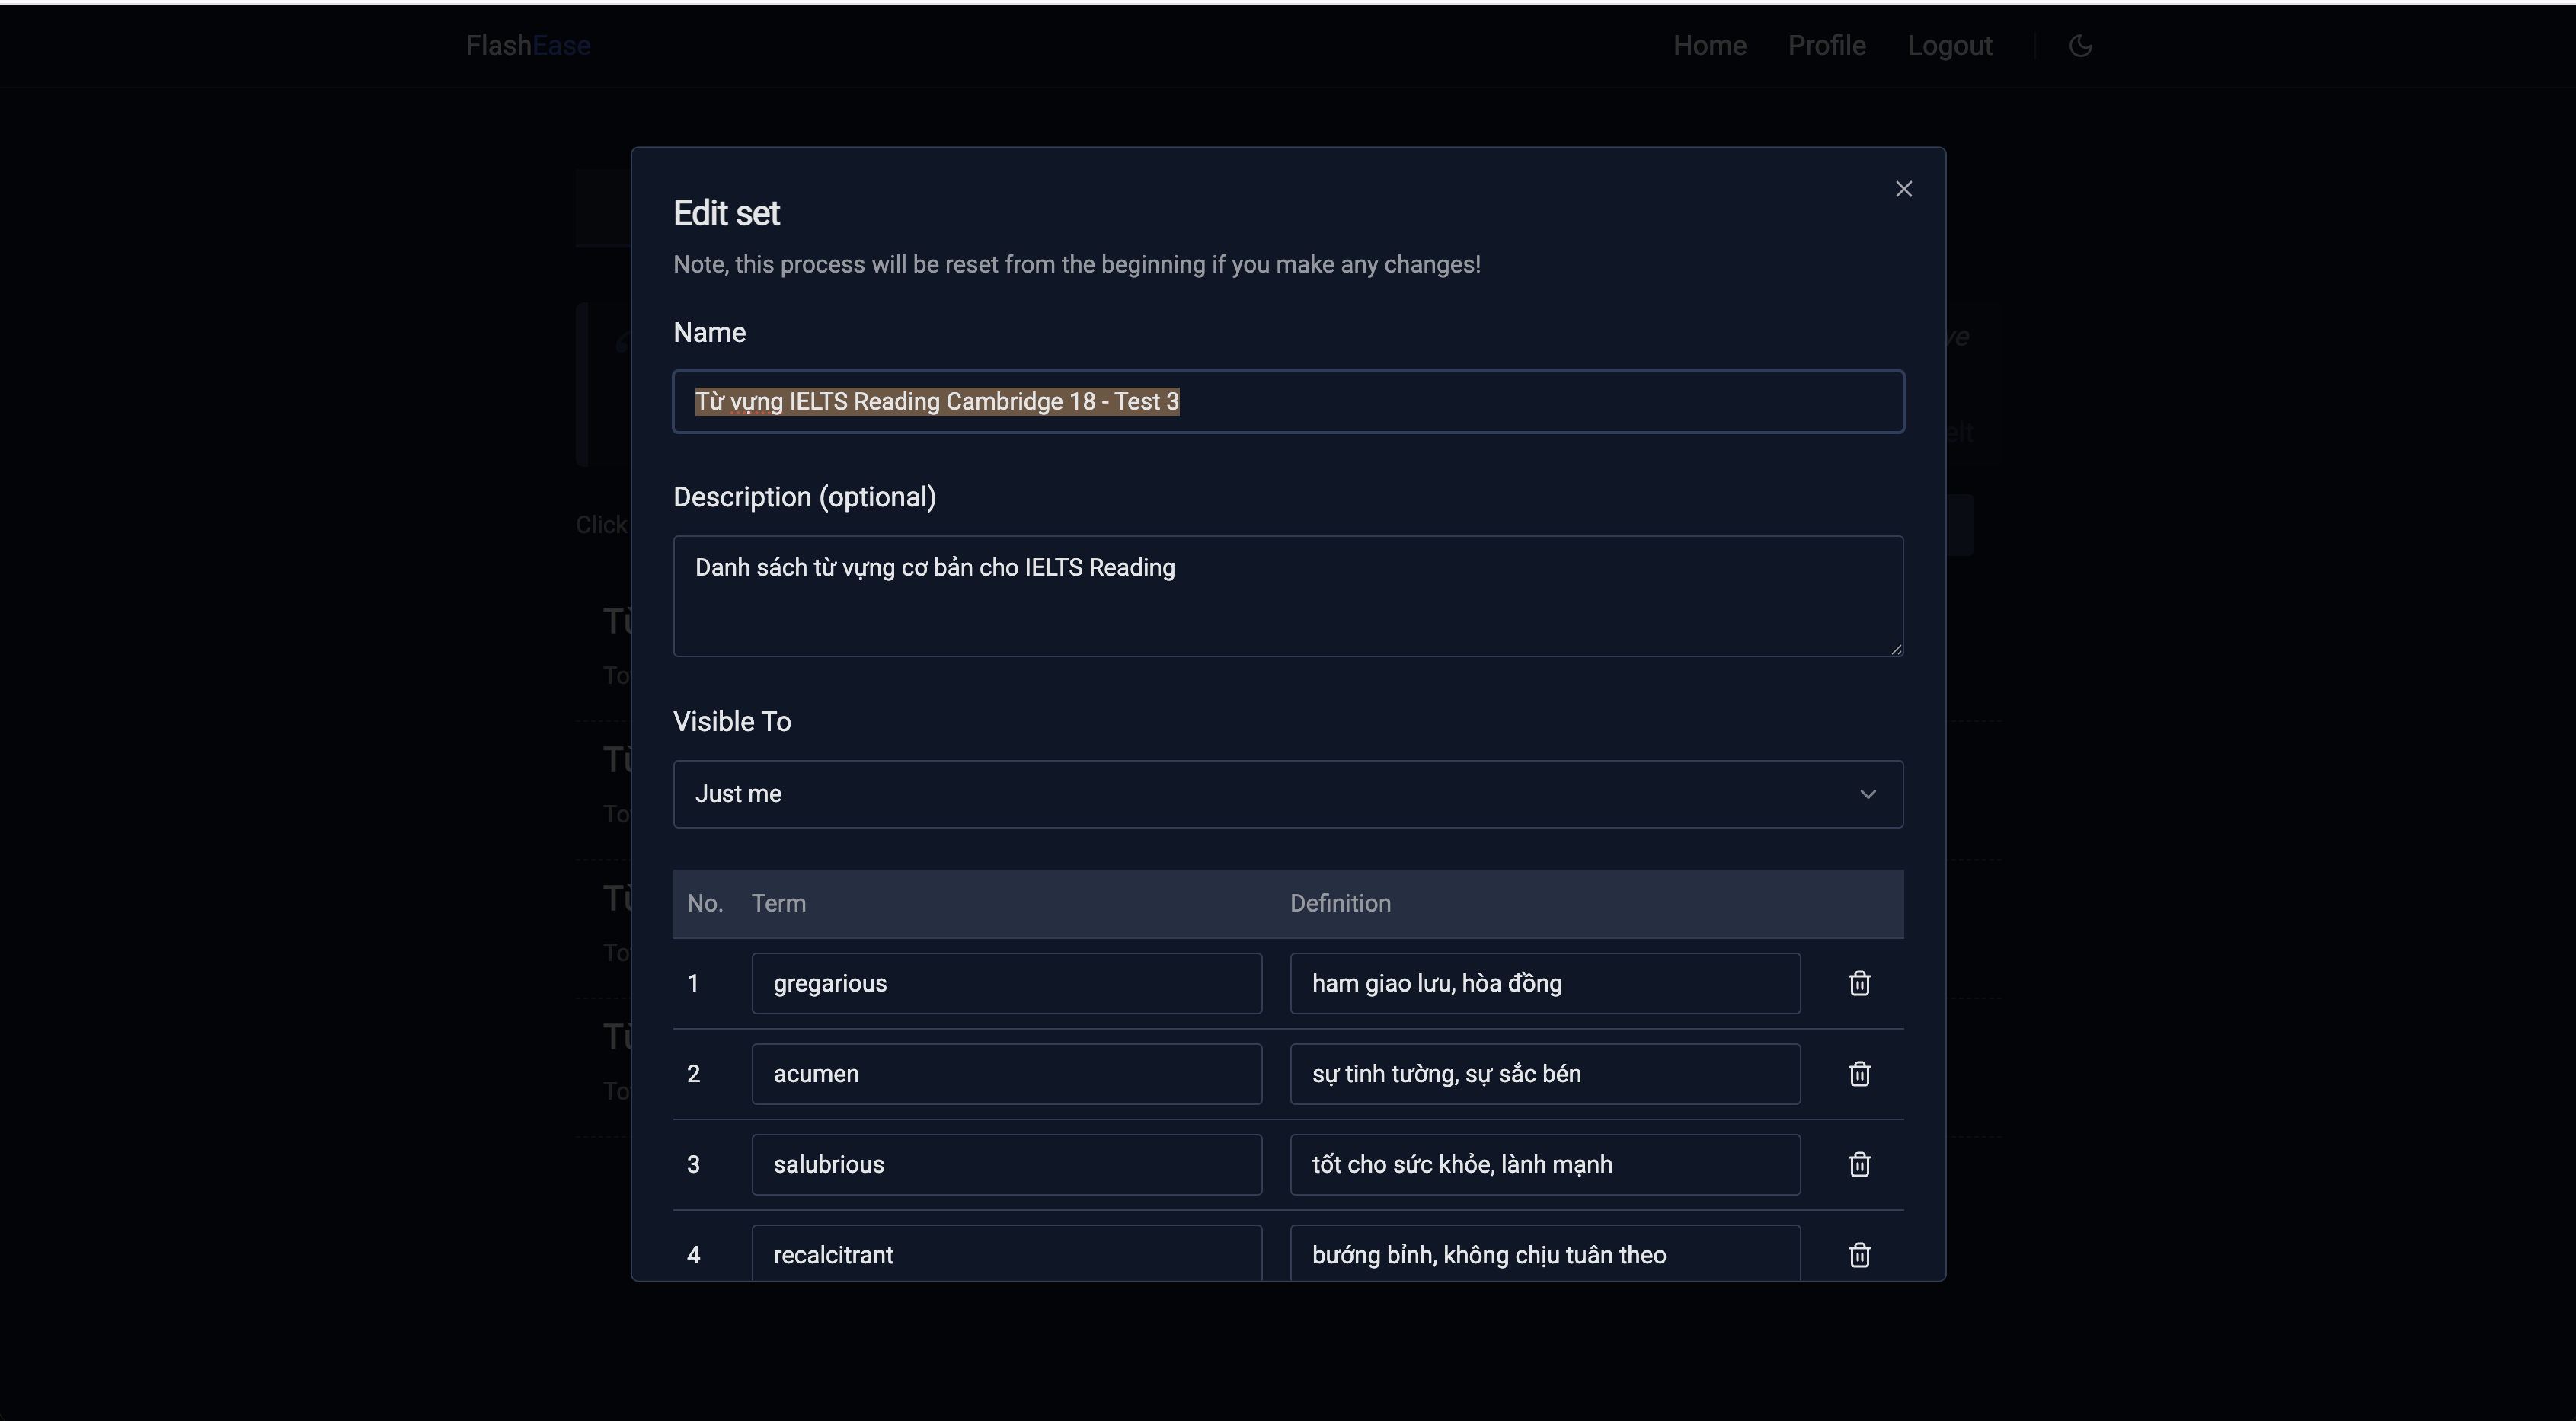 FlashEase
Home Profile Logout
Edit set
Note, this process will be reset from the beginning if you make any changes!
Name
Từ vựng IELTS Reading Cambridge 18 - Test 3
Description (optional)
Danh sách từ vựng cơ bản cho IELTS Reading
Click
Visible To
Just me
No. Term Definition
1 gregarious ham giao lưu, hòa đồng
2 acumen sự tinh tường, sự sắc bén
3 salubrious tốt cho sức khỏe, lành mạnh
4 recalcitrant bướng bỉnh, không chịu tuân theo